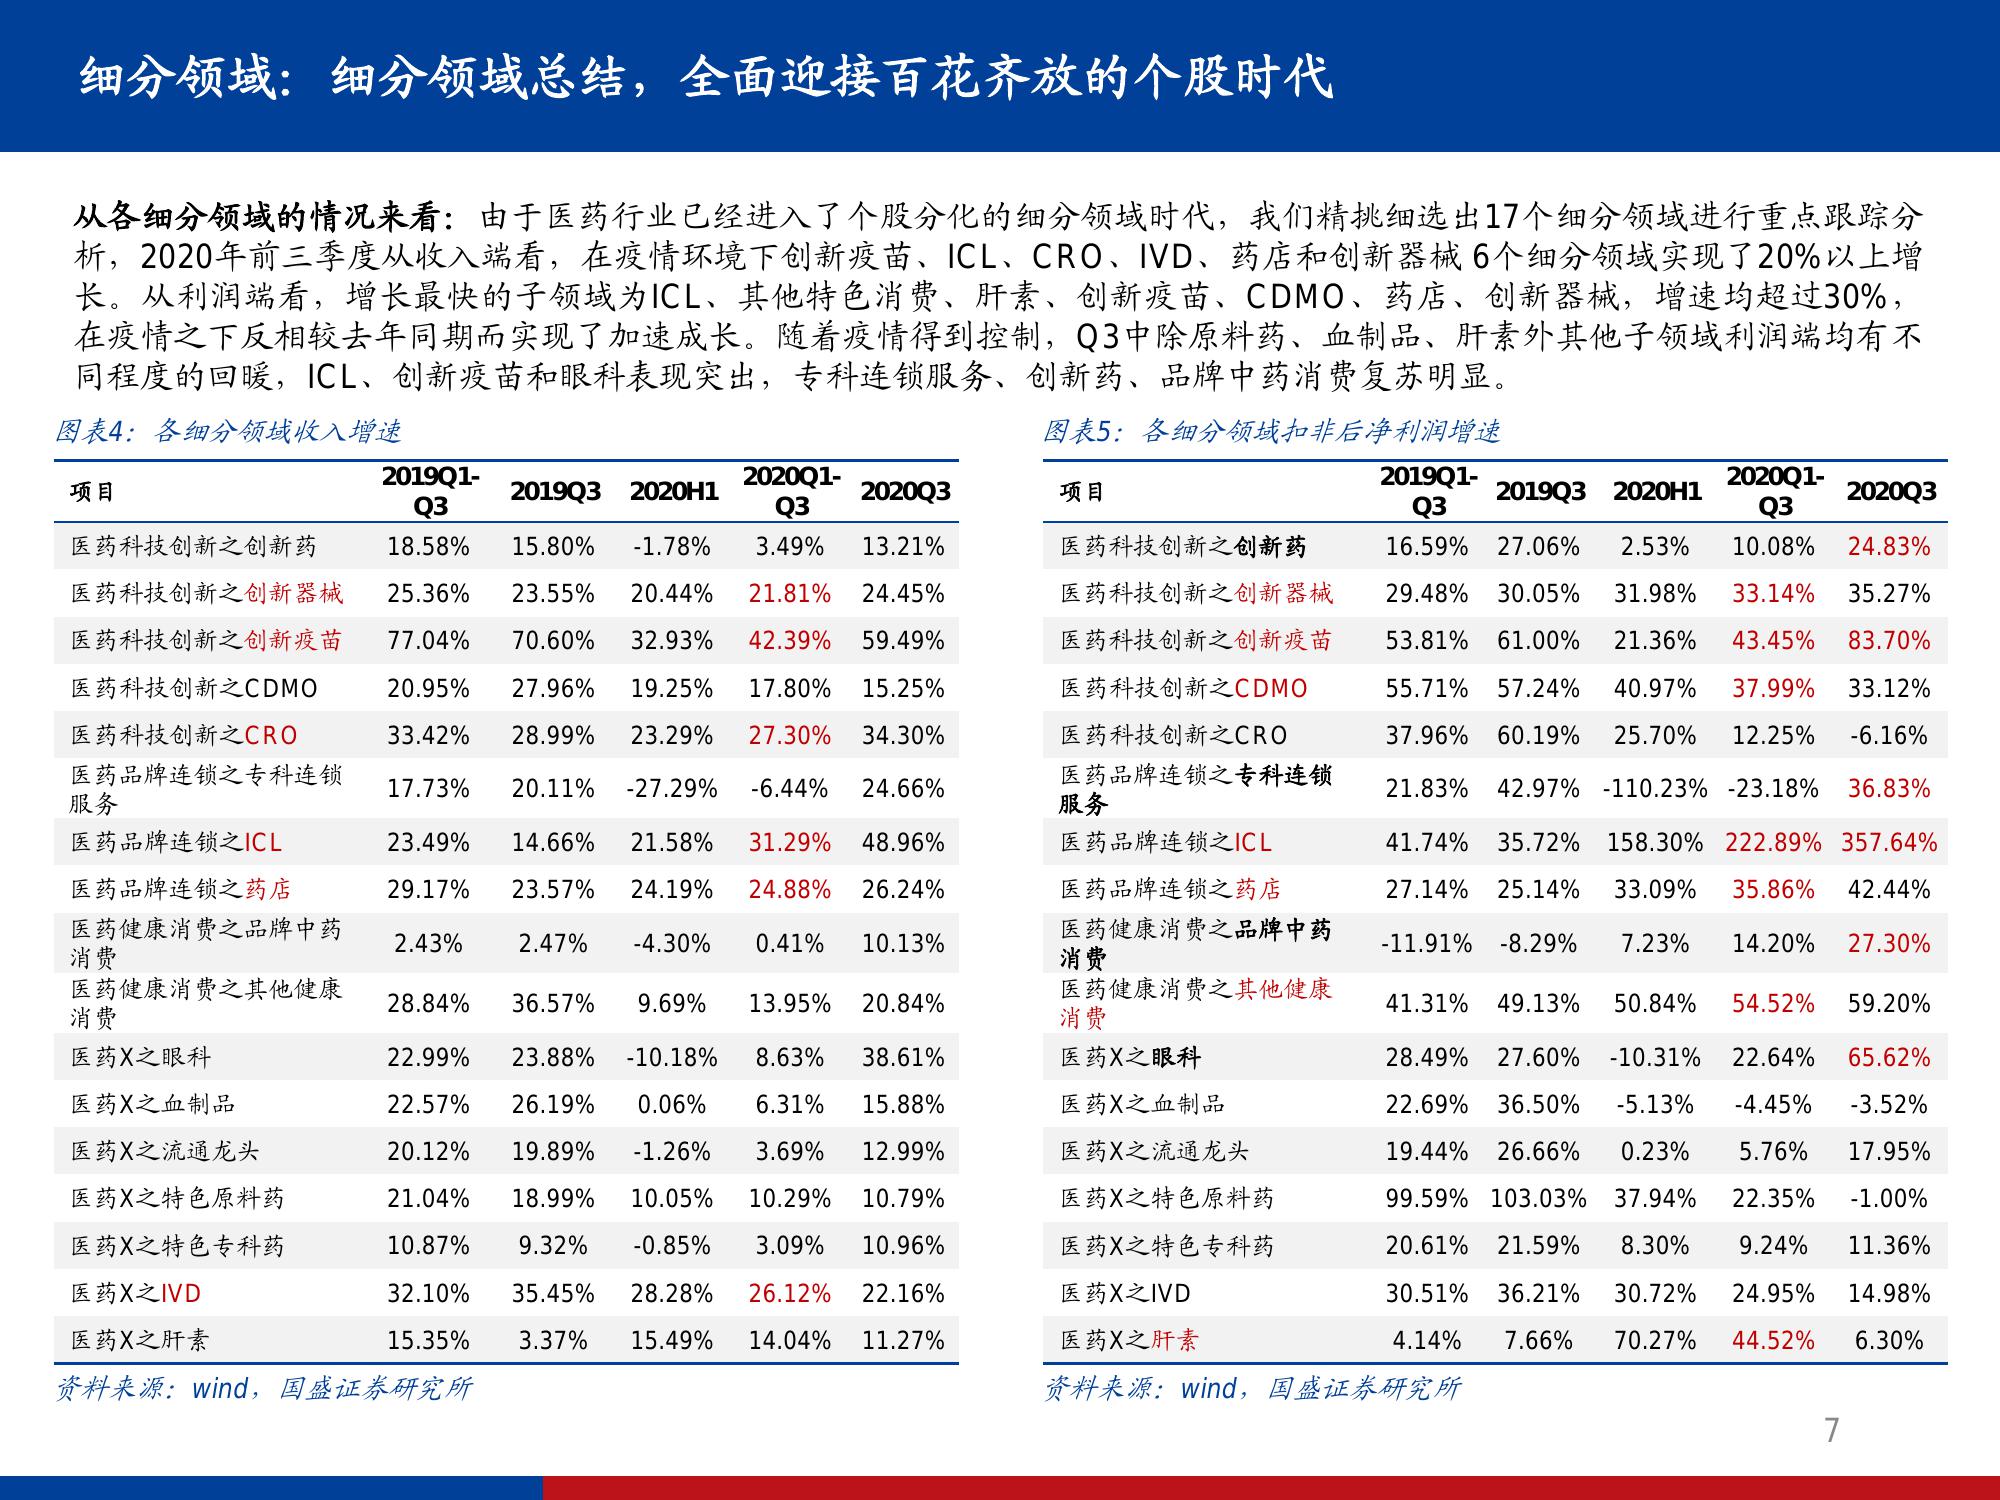 细分领域：细分领域总结，全面迎接百花齐放的个股时代
从各细分领域的情况来看：由于医药行业已经进入了个股分化的细分领域时代，我们精挑细选出17个细分领域进行重点跟踪分
析，2020年前三季度从收入端看，在疫情环境下创新疫苗、ICL、CRO、IVD、药店和创新器械 6个细分领域实现了20%以上增
长。从利润端看，增长最快的子领域为ICL、其他特色消费、肝素、创新疫苗、CDMO、药店、创新器械，增速均超过30%，
在疫情之下反相较去年同期而实现了加速成长。随着疫情得到控制，Q3中除原料药、血制品、肝素外其他子领域利润端均有不
同程度的回暖，ICL、创新疫苗和眼科表现突出，专科连锁服务、创新药、品牌中药消费复苏明显。
图表4：各细分领域收入增速
项目 2019Q1-Q3 2019Q3 2020H1 2020Q1-Q3 2020Q3
医药科技创新之创新药 18.58% 15.80% -1.78% 3.49% 13.21%
医药科技创新之创新器械 25.36% 23.55% 20.44% 21.81% 24.45%
医药科技创新之创新疫苗 77.04% 70.60% 32.93% 42.39% 59.49%
医药科技创新之CDMO 20.95% 27.96% 19.25% 17.80% 15.25%
医药科技创新之CRO 33.42% 28.99% 23.29% 27.30% 34.30%
医药品牌连锁之专科连锁服务 17.73% 20.11% -27.29% -6.44% 24.66%
医药品牌连锁之ICL 23.49% 14.66% 21.58% 31.29% 48.96%
医药品牌连锁之药店 29.17% 23.57% 24.19% 24.88% 26.24%
医药健康消费之品牌中药消费 2.43% 2.47% -4.30% 0.41% 10.13%
医药健康消费之其他健康消费 28.84% 36.57% 9.69% 13.95% 20.84%
医药X之眼科 22.99% 23.88% -10.18% 8.63% 38.61%
医药X之血制品 22.57% 26.19% 0.06% 6.31% 15.88%
医药X之流通龙头 20.12% 19.89% -1.26% 3.69% 12.99%
医药X之特色原料药 21.04% 18.99% 10.05% 10.29% 10.79%
医药X之特色专科药 10.87% 9.32% -0.85% 3.09% 10.96%
医药X之IVD 32.10% 35.45% 28.28% 26.12% 22.16%
医药X之肝素 15.35% 3.37% 15.49% 14.04% 11.27%
资料来源：wind，国盛证券研究所
图表5：各细分领域扣非后净利润增速
项目 2019Q1-Q3 2019Q3 2020H1 2020Q1-Q3 2020Q3
医药科技创新之创新药 16.59% 27.06% 2.53% 10.08% 24.83%
医药科技创新之创新器械 29.48% 30.05% 31.98% 33.14% 35.27%
医药科技创新之创新疫苗 53.81% 61.00% 21.36% 43.45% 83.70%
医药科技创新之CDMO 55.71% 57.24% 40.97% 37.99% 33.12%
医药科技创新之CRO 37.96% 60.19% 25.70% 12.25% -6.16%
医药品牌连锁之专科连锁服务 21.83% 42.97% -110.23% -23.18% 36.83%
医药品牌连锁之ICL 41.74% 35.72% 158.30% 222.89% 357.64%
医药品牌连锁之药店 27.14% 25.14% 33.09% 35.86% 42.44%
医药健康消费之品牌中药消费 -11.91% -8.29% 7.23% 14.20% 27.30%
医药健康消费之其他健康消费 41.31% 49.13% 50.84% 54.52% 59.20%
医药X之眼科 28.49% 27.60% -10.31% 22.64% 65.62%
医药X之血制品 22.69% 36.50% -5.13% -4.45% -3.52%
医药X之流通龙头 19.44% 26.66% 0.23% 5.76% 17.95%
医药X之特色原料药 99.59% 103.03% 37.94% 22.35% -1.00%
医药X之特色专科药 20.61% 21.59% 8.30% 9.24% 11.36%
医药X之IVD 30.51% 36.21% 30.72% 24.95% 14.98%
医药X之肝素 4.14% 7.66% 70.27% 44.52% 6.30%
资料来源：wind，国盛证券研究所
7